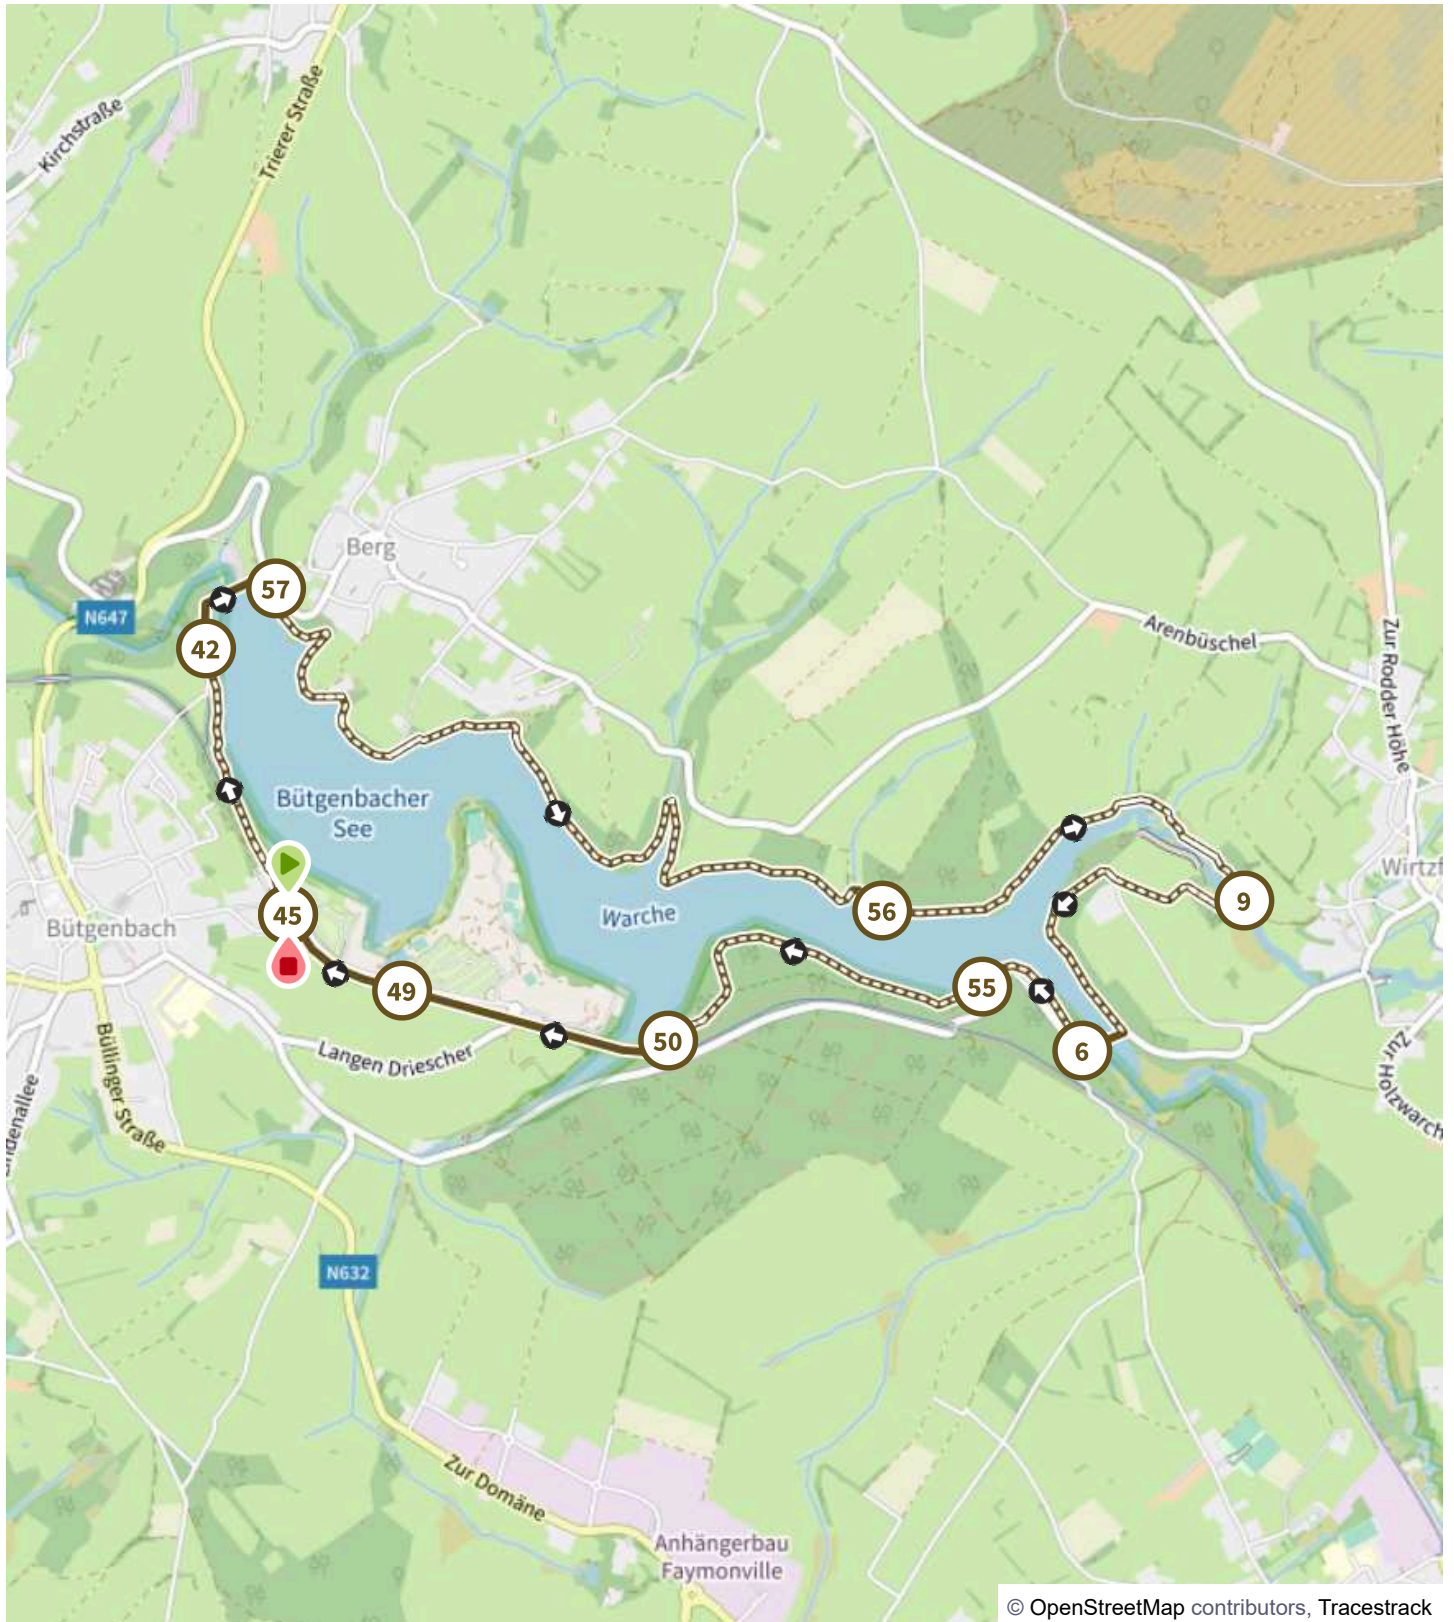 Kirchstraße
Trierer Straße
Berg
57
N647
42
Arenbüschel
Zur Rodder Höhe
Bütgenbacher
See
Wirtzf
45
Bütgenbach
Warche
56
9
49
50
55
6
Langen Driescher
Büllinger Straße
indenallee
Zur Holzwarch
N632
Zur Domäne
Anhängerbau
Faymonville
© OpenStreetMap contributors, Tracestrack